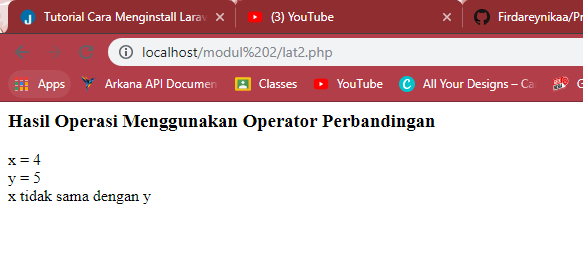 Tutorial Cara Menginstall Larav
(3) YouTube
Firdareynikaa/Pr
localhost/modul%202/lat2.php
Apps
Arkana API Documen
Classes
YouTube
All Your Designs – Ca
G
Hasil Operasi Menggunakan Operator Perbandingan
x = 4
y = 5
x tidak sama dengan y